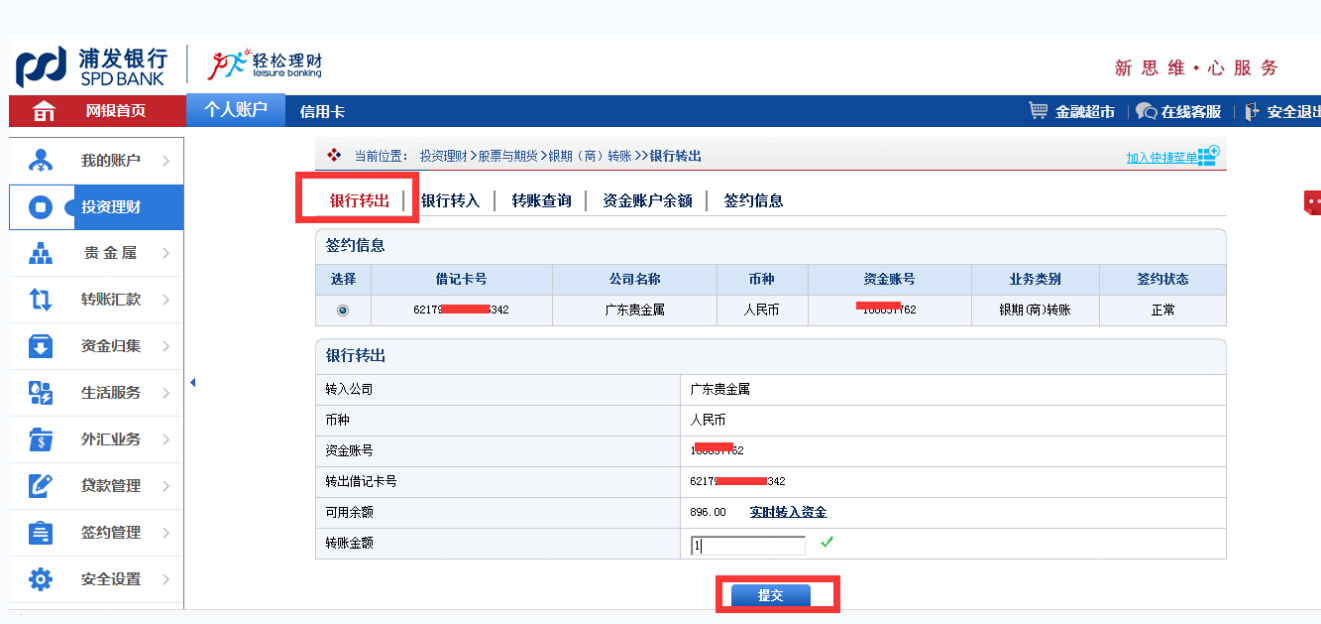 浦发银行 轻松理财
SPD BANK leisure banking
新思维·心服务
网银首页 个人账户 信用卡 金融超市 在线客服 安全退出
我的账户
投资理财
贵金属
转账汇款
资金归集
生活服务
外汇业务
贷款管理
签约管理
安全设置
当前位置: 投资理财>股票与期货>银期(商)转账>>银行转出 加入快捷菜单
银行转出 银行转入 转账查询 资金账户余额 签约信息
签约信息
选择 借记卡号 公司名称 币种 资金账号 业务类别 签约状态
6217 342 广东贵金属 人民币 762 银期(商)转账 正常
银行转出
转入公司 广东贵金属
币种 人民币
资金账号 62
转出借记卡号 6217 342
可用余额 896.00 实时转入资金
转账金额 1
提交